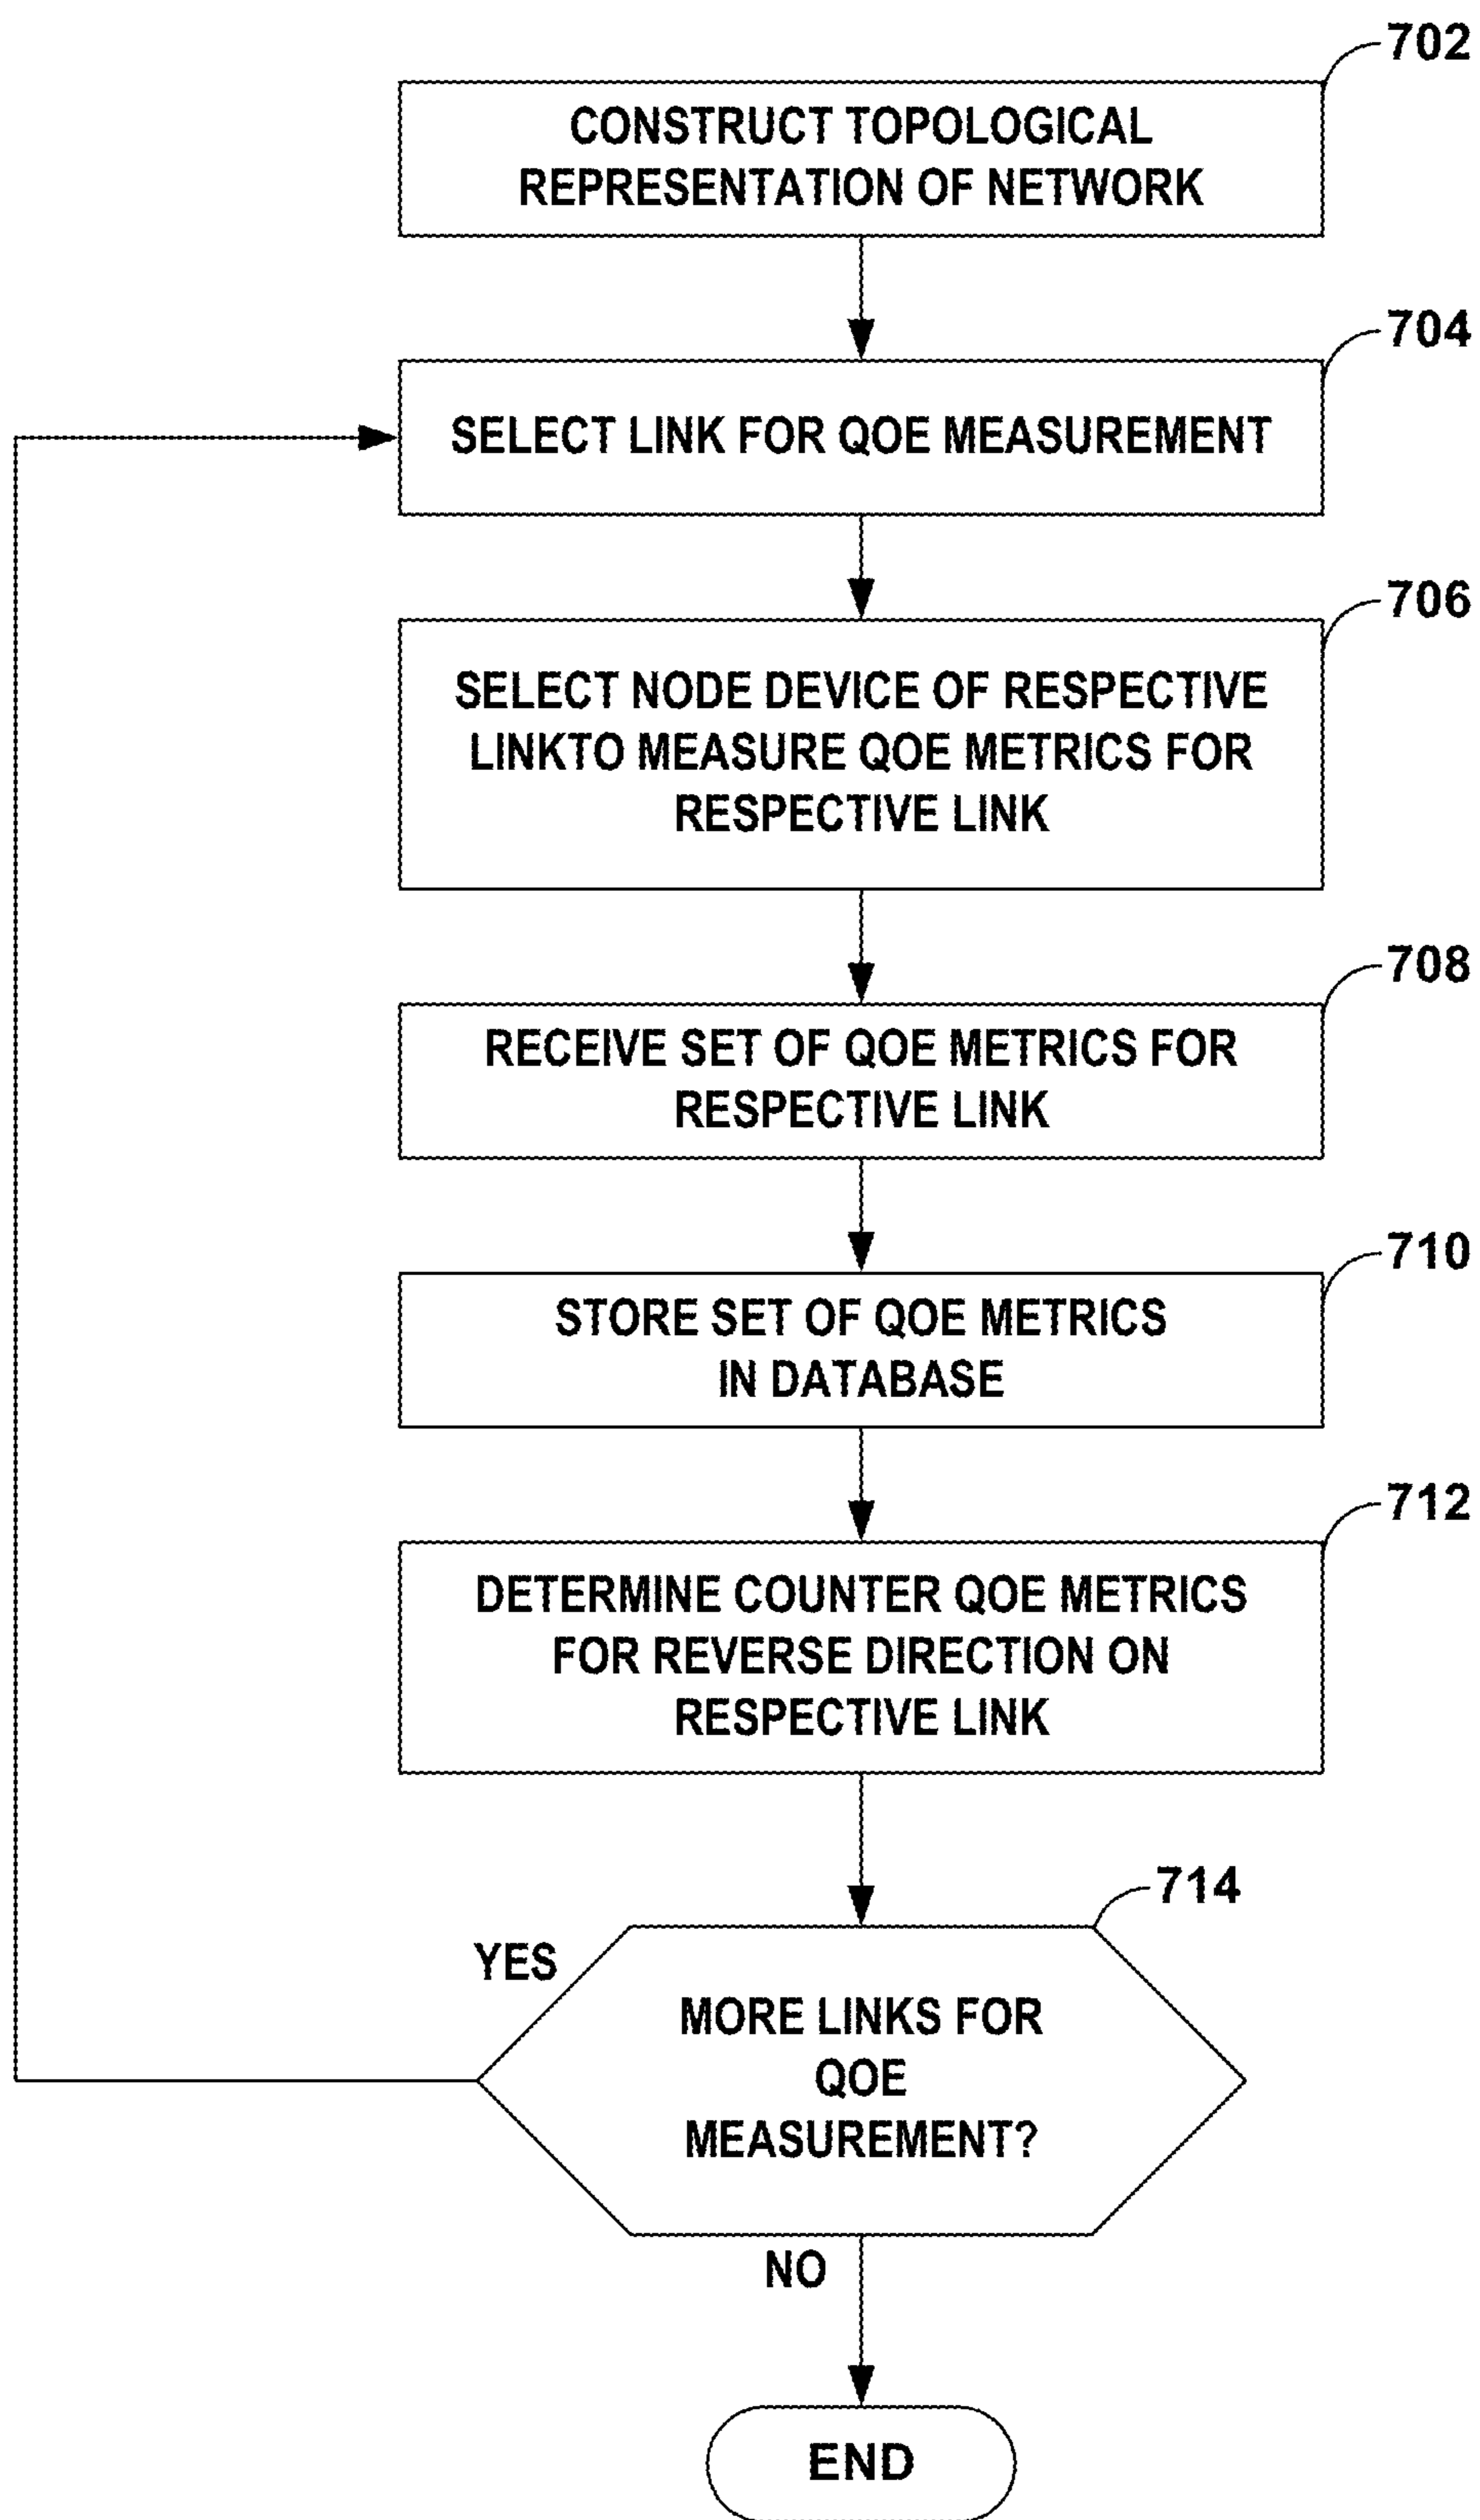 702
CONSTRUCT TOPOLOGICAL
REPRESENTATION OF NETWORK
704
SELECT LINK FOR QOE MEASUREMENT
706
SELECT NODE DEVICE OF RESPECTIVE
LINKTO MEASURE QOE METRICS FOR
RESPECTIVE LINK
708
RECEIVE SET OF QOE METRICS FOR
RESPECTIVE LINK
710
STORE SET OF QOE METRICS
IN DATABASE
712
DETERMINE COUNTER QOE METRICS
FOR REVERSE DIRECTION ON
RESPECTIVE LINK
714
YES
MORE LINKS FOR
QOE
MEASUREMENT?
NO
END